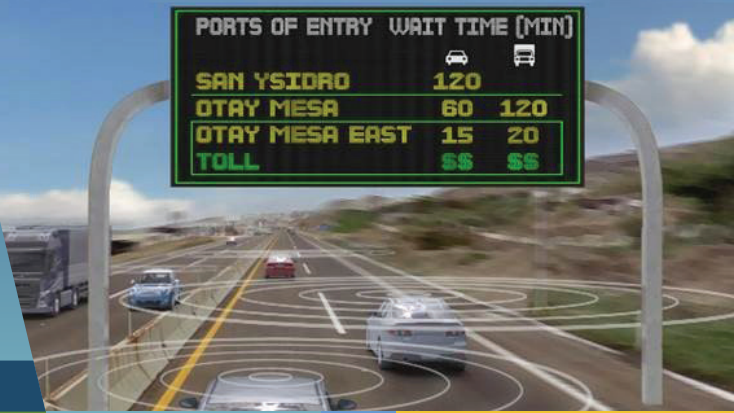 PORTS OF ENTRY WAIT TIME (MIN)
SAN YSIDRO 120
OTAY MESA 60 120
OTAY MESA EAST 15 20
TOLL $$ $$